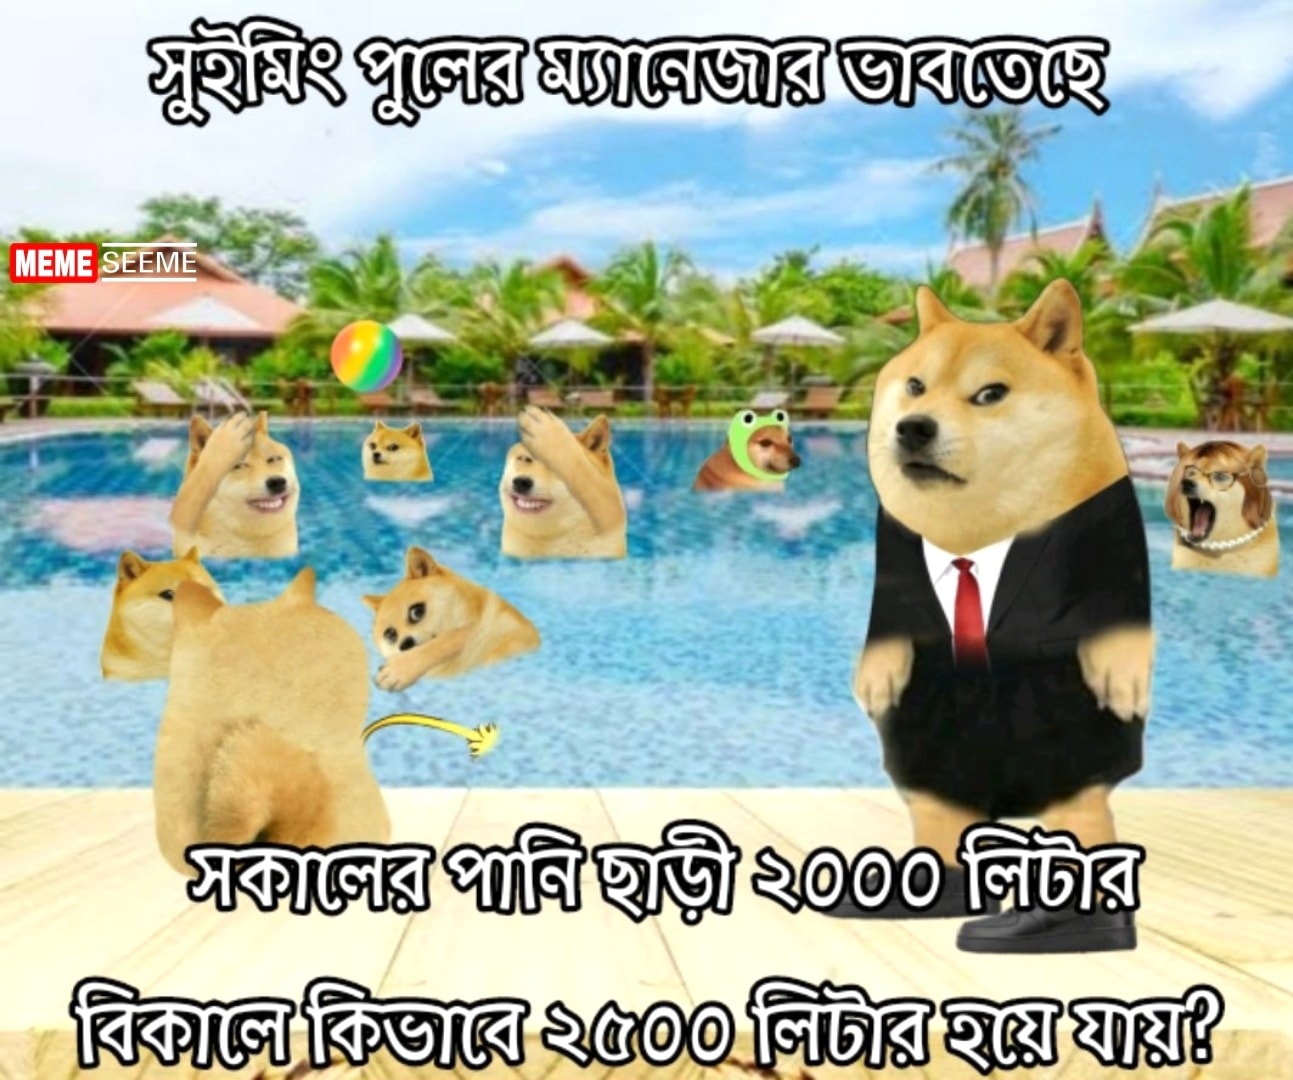 সুইমিং পুলের ম্যানেজার ভাবতেছে
MEME SEEME
সকালের পানি ছাড়ী ২০০০ লিটার
বিকালে কিভাবে ২৫০০ লিটার হয়ে যায়?